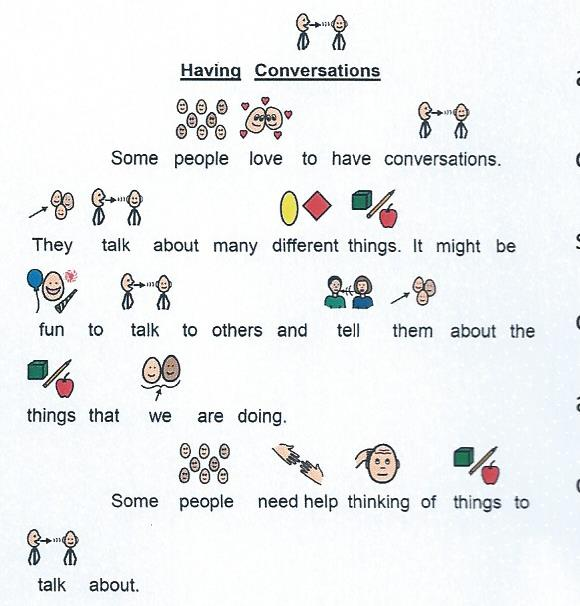 Having Conversations
Some people love to have conversations.
They talk about many different things. It might be
fun to talk to others and tell them about the
things that we are doing.
Some people need help thinking of things to
talk about.